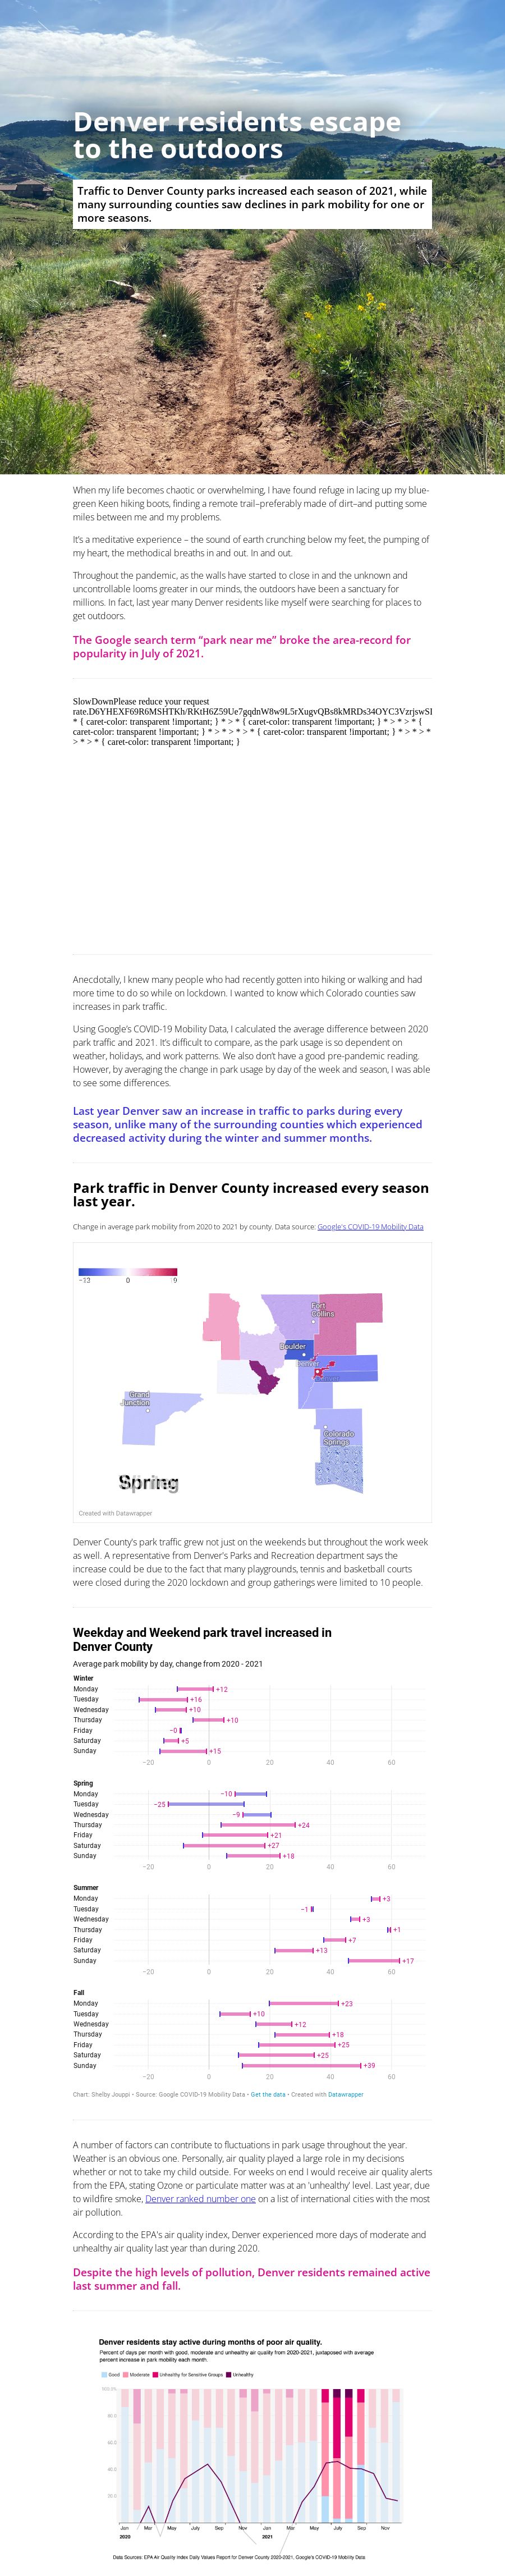 Denver residents escape
to the outdoors
Traffic to Denver County parks increased each season of 2021, while
many surrounding counties saw declines in park mobility for one or
more seasons.
When my life becomes chaotic or overwhelming, I have found refuge in lacing up my blue-
green Keen hiking boots, finding a remote trail–preferably made of dirt–and putting some
miles between me and my problems.
It's a meditative experience – the sound of earth crunching below my feet, the pumping of
my heart, the methodical breaths in and out. In and out.
Throughout the pandemic, as the walls have started to close in and the unknown and
uncontrollable looms greater in our minds, the outdoors have been a sanctuary for
millions. In fact, last year many Denver residents like myself were searching for places to
get outdoors.
The Google search term “park near me” broke the area-record for
popularity in July of 2021.
SlowDownPlease reduce your request
* { caret-color: transparent !important; } * > * { caret-color: transparent !important; } * > * > * {
caret-color: transparent !important; } * > * > * > * { caret-color: transparent !important; } * > * > *
> * > * { caret-color: transparent !important; }
Anecdotally, I knew many people who had recently gotten into hiking or walking and had
more time to do so while on lockdown. I wanted to know which Colorado counties saw
increases in park traffic.
Using Google's COVID-19 Mobility Data, I calculated the average difference between 2020
park traffic and 2021. It's difficult to compare, as the park usage is so dependent on
weather, holidays, and work patterns. We also don't have a good pre-pandemic reading.
However, by averaging the change in park usage by day of the week and season, I was able
to see some differences.
Last year Denver saw an increase in traffic to parks during every
season, unlike many of the surrounding counties which experienced
decreased activity during the winter and summer months.
Park traffic in Denver County increased every season
last year.
Change in average park mobility from 2020 to 2021 by county. Data source: Google's COVID-19 Mobility Data
−12 0 9
Fort
Collins
Boulder
Denver
Grand
Junction
Colorado
Springs
Spring
Created with Datawrapper
Denver County's park traffic grew not just on the weekends but throughout the work week
as well. A representative from Denver's Parks and Recreation department says the
increase could be due to the fact that many playgrounds, tennis and basketball courts
were closed during the 2020 lockdown and group gatherings were limited to 10 people.
Weekday and Weekend park travel increased in
Denver County
Average park mobility by day, change from 2020 - 2021
Winter
Monday +12
Tuesday +16
Wednesday +10
Thursday +10
Friday −0
Saturday +5
Sunday +15
−20 0 20 40 60
Spring
Monday −10
Tuesday −25
Wednesday −9
Thursday +24
Friday +21
Saturday +27
Sunday +18
−20 0 20 40 60
Summer
Monday +3
Tuesday −1
Wednesday +3
Thursday +1
Friday +7
Saturday +13
Sunday +17
−20 0 20 40 60
Fall
Monday +23
Tuesday +10
Wednesday +12
Thursday +18
Friday +25
Saturday +25
Sunday +39
−20 0 20 40 60
Chart: Shelby Jouppi • Source: Google COVID-19 Mobility Data • Get the data • Created with Datawrapper
A number of factors can contribute to fluctuations in park usage throughout the year.
Weather is an obvious one. Personally, air quality played a large role in my decisions
whether or not to take my child outside. For weeks on end I would receive air quality alerts
from the EPA, stating Ozone or particulate matter was at an 'unhealthy' level. Last year, due
to wildfire smoke, Denver ranked number one on a list of international cities with the most
air pollution.
According to the EPA's air quality index, Denver experienced more days of moderate and
unhealthy air quality last year than during 2020.
Despite the high levels of pollution, Denver residents remained active
last summer and fall.
Denver residents stay active during months of poor air quality.
Percent of days per month with good, moderate and unhealthy air quality from 2020-2021, juxtaposed with average
percent increase in park mobility each month.
Good Moderate Unhealthy for Sensitive Groups Unhealthy
100.0%
80.0
60.0
40.0
20.0
Jan Mar May July Sep Nov Jan Mar May July Sep Nov
2020 2021
Data Sources: EPA Air Quality Index Daily Values Report for Denver County 2020-2021, Google's COVID-19 Mobility Data